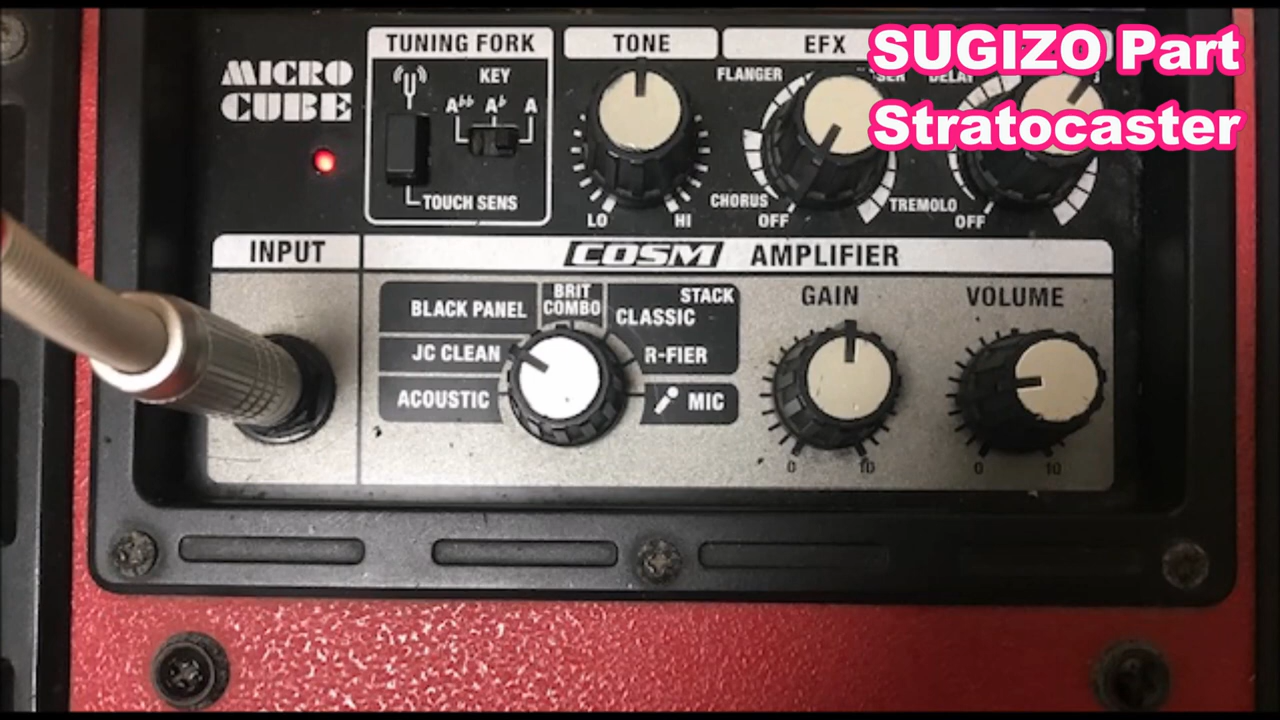 SUGIZO Part
Stratocaster
MICRO
CUBE
TUNING FORK
KEY
A♭♭ A♭ A
TOUCH SENS
TONE
LO HI
EFX
FLANGER
CHORUS
OFF
TREMOLO
DELAY
OFF
INPUT
COSM AMPLIFIER
BLACK PANEL
BRIT
COMBO
STACK
CLASSIC
JC CLEAN
R-FIER
ACOUSTIC
MIC
GAIN
0 10
VOLUME
0 10